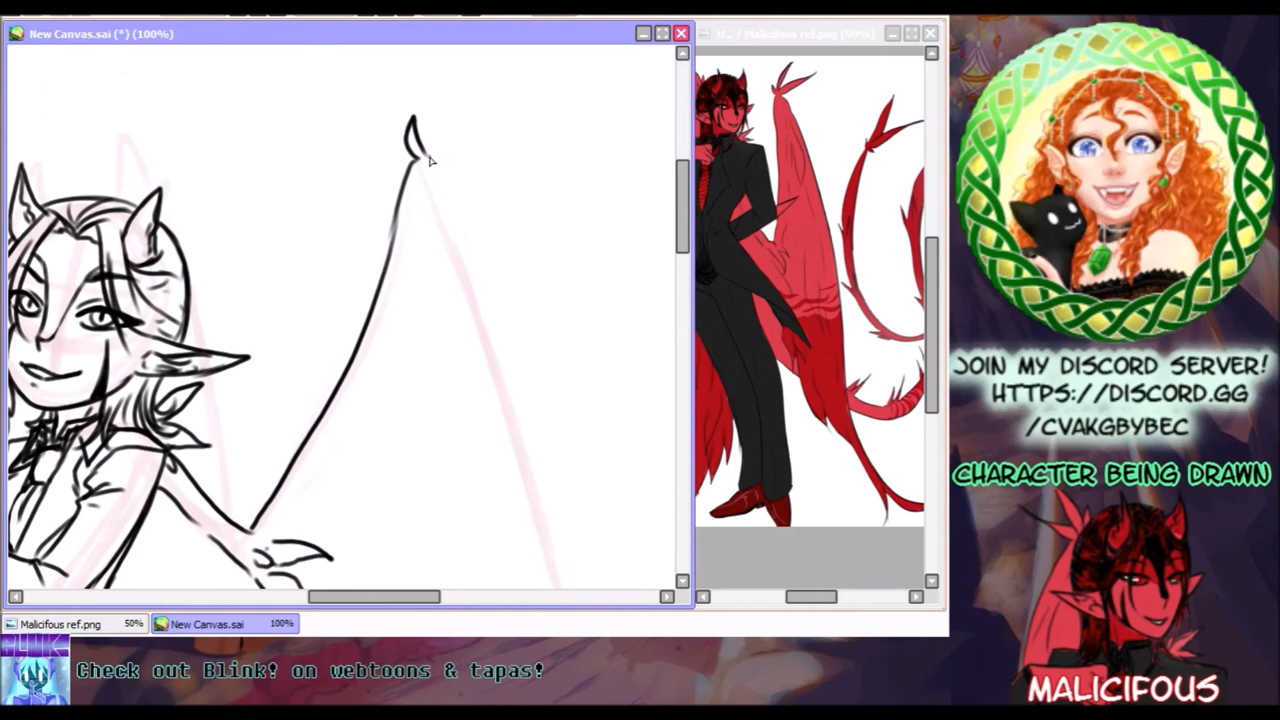 New Canvas.sai (*) (100%)
H... / Malicifous ref.png (50%)
JOIN MY DISCORD SERVER!
HTTPS://DISCORD.GG
/CVAKGBYBEC
CHARACTER BEING DRAWN
MALICIFOUS
Malicifous ref.png 50%
New Canvas.sai 100%
Check out Blink! on webtoons & tapas!